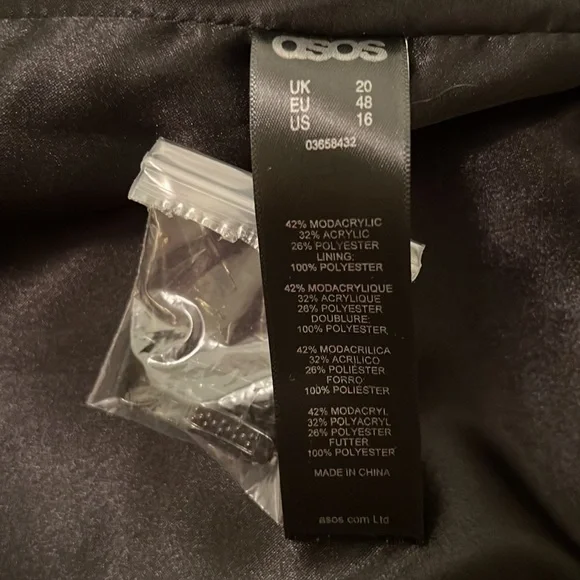 asos
UK 20
EU 48
US 16
03658432
42% MODACRYLIC
32% ACRYLIC
26% POLYESTER
LINING:
100% POLYESTER
42% MODACRYLIQUE
32% ACRYLIQUE
26% POLYESTER
DOUBLURE:
100% POLYESTER
42% MODACRILICA
32% ACRILICO
26% POLIÉSTER
FORRO
100% POLIESTER
42% MODACRYL
32% POLYACRYL
26% POLYESTER
FUTTER
100% POLYESTER
MADE IN CHINA
asos com Ltd